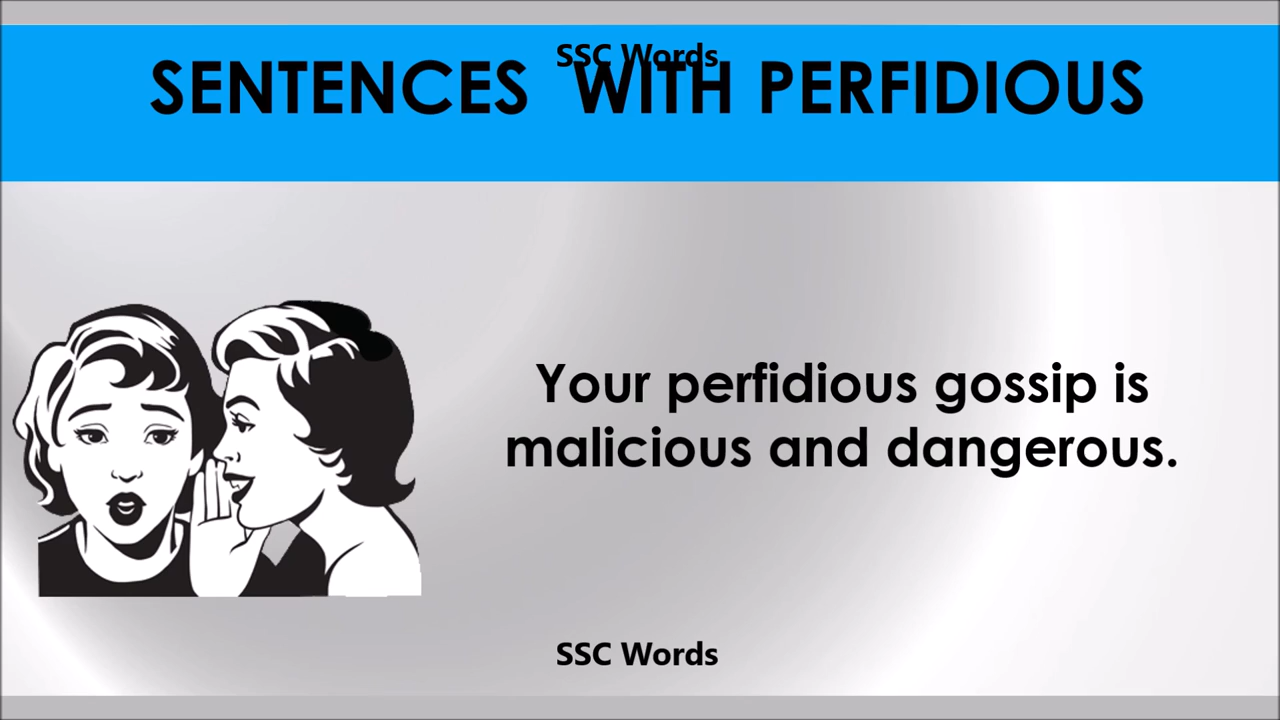 SSC Words
SENTENCES WITH PERFIDIOUS
Your perfidious gossip is
malicious and dangerous.
SSC Words